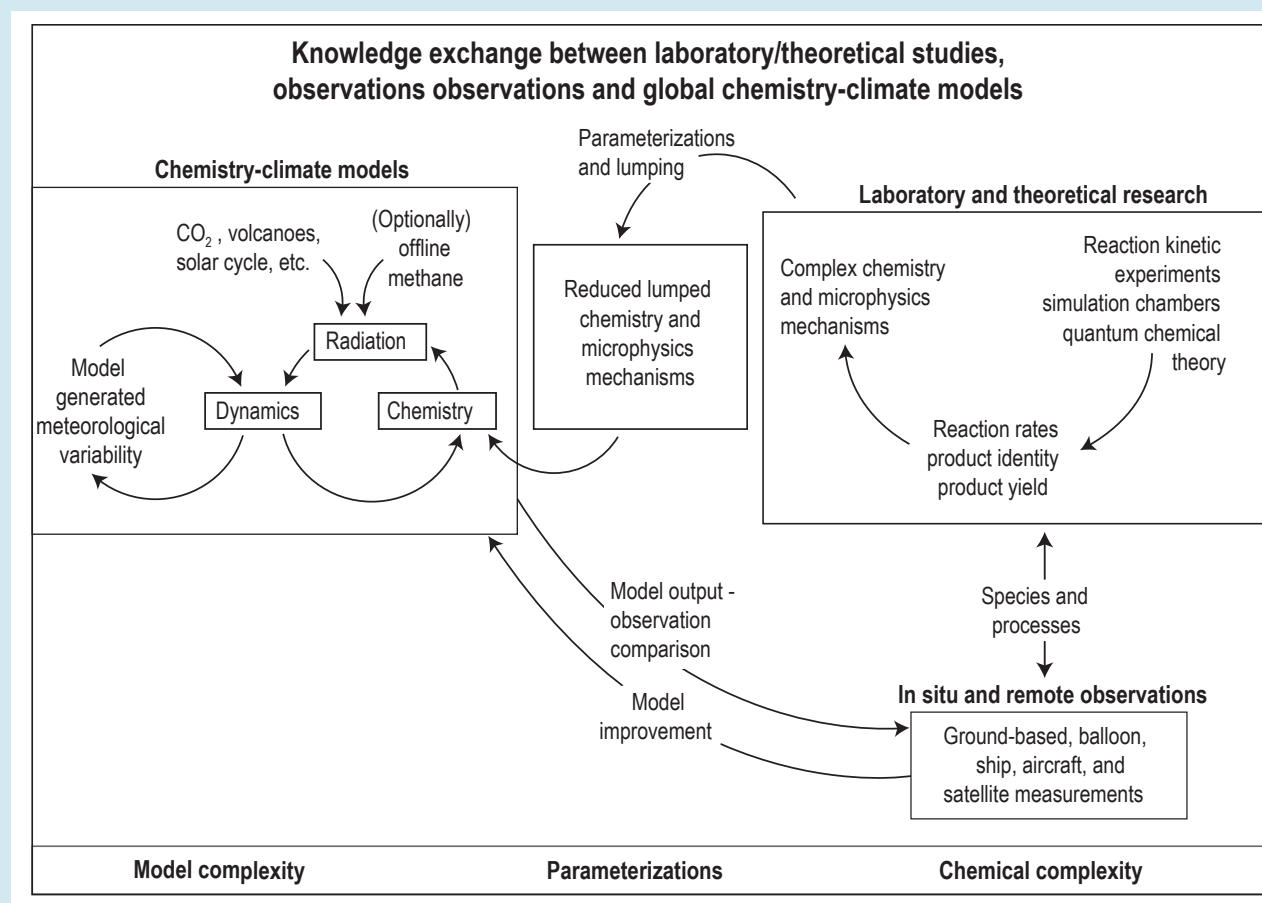 Knowledge exchange between laboratory/theoretical studies,
observations observations and global chemistry-climate models
Chemistry-climate models
CO₂ , volcanoes,
solar cycle, etc.
(Optionally)
offline
methane
Radiation
Model
generated
meteorological
variability
Dynamics
Chemistry
Parameterizations
and lumping
Reduced lumped
chemistry and
microphysics
mechanisms
Laboratory and theoretical research
Complex chemistry
and microphysics
mechanisms
Reaction kinetic
experiments
simulation chambers
quantum chemical
theory
Reaction rates
product identity
product yield
Model output -
observation
comparison
Model
improvement
Species and
processes
In situ and remote observations
Ground-based, balloon,
ship, aircraft, and
satellite measurements
Model complexity
Parameterizations
Chemical complexity